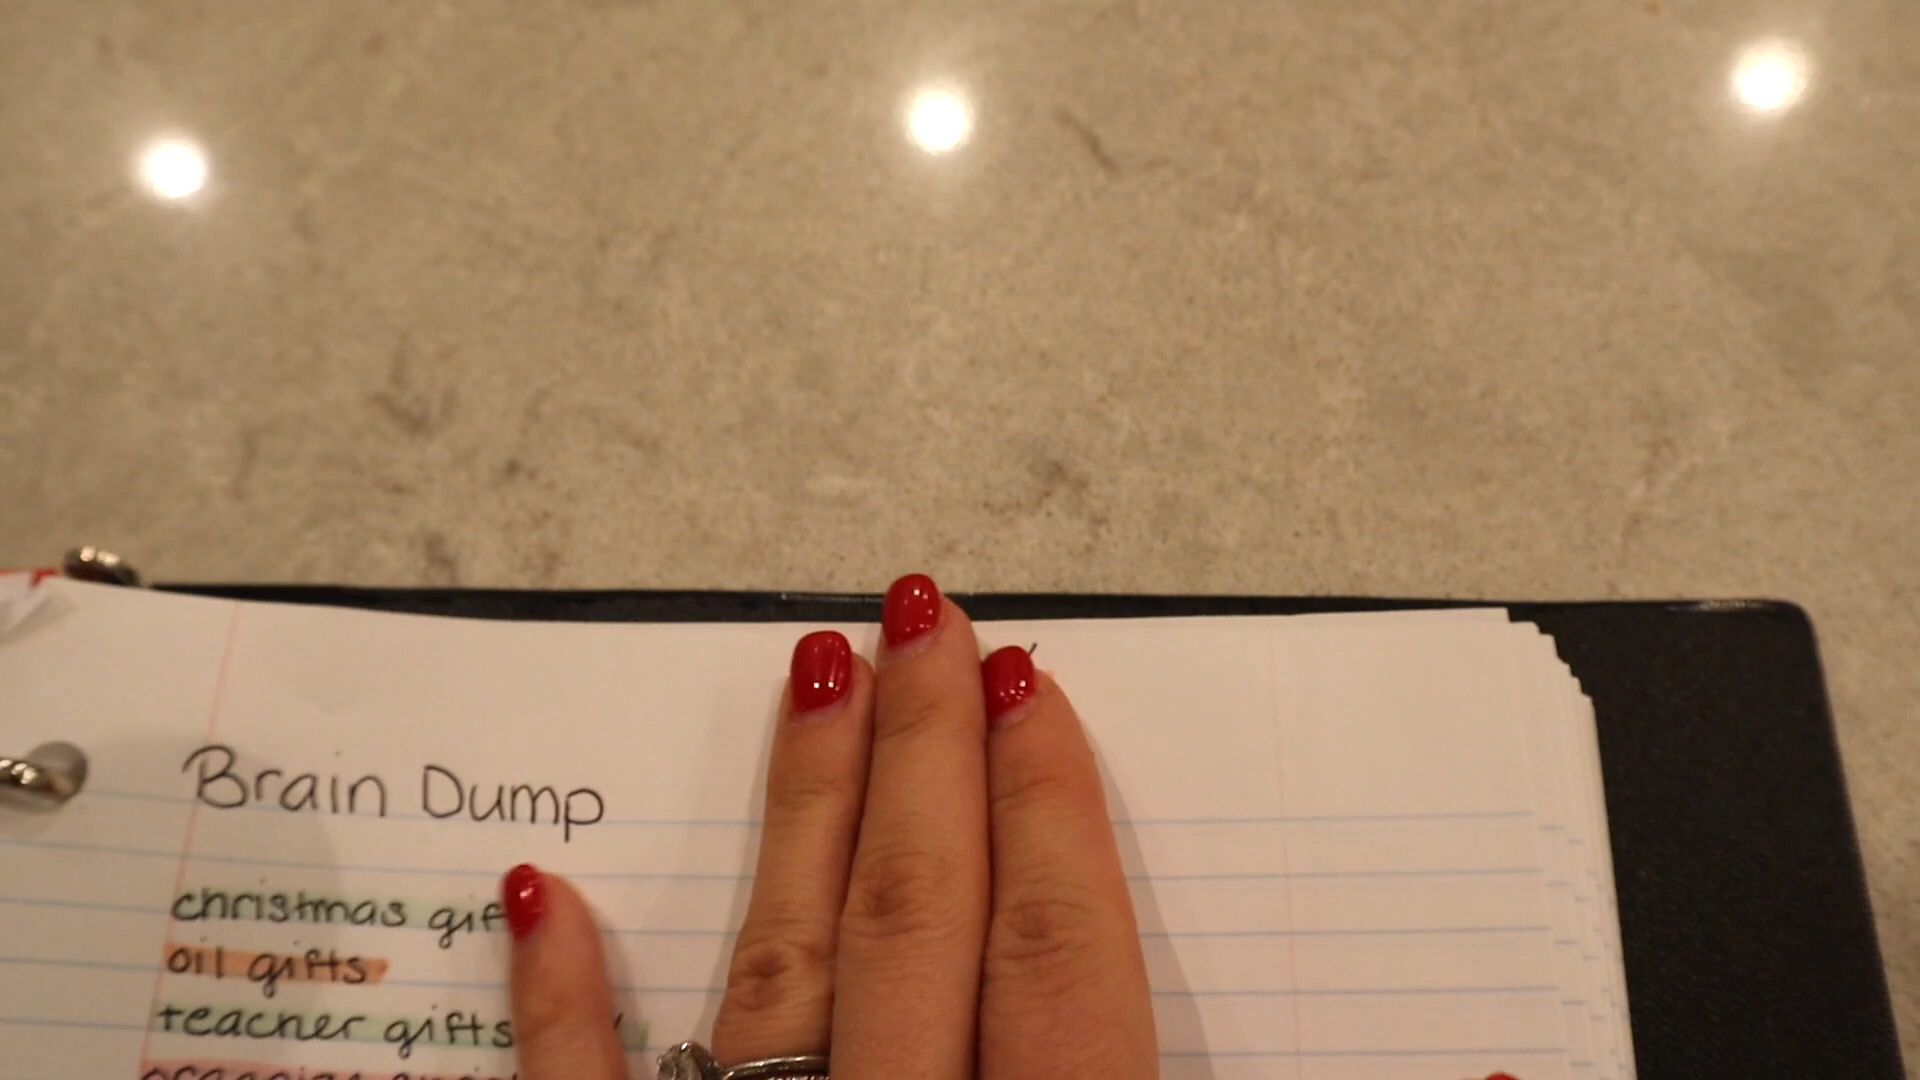 Brain Dump
christmas gif
oil gifts
teacher gifts